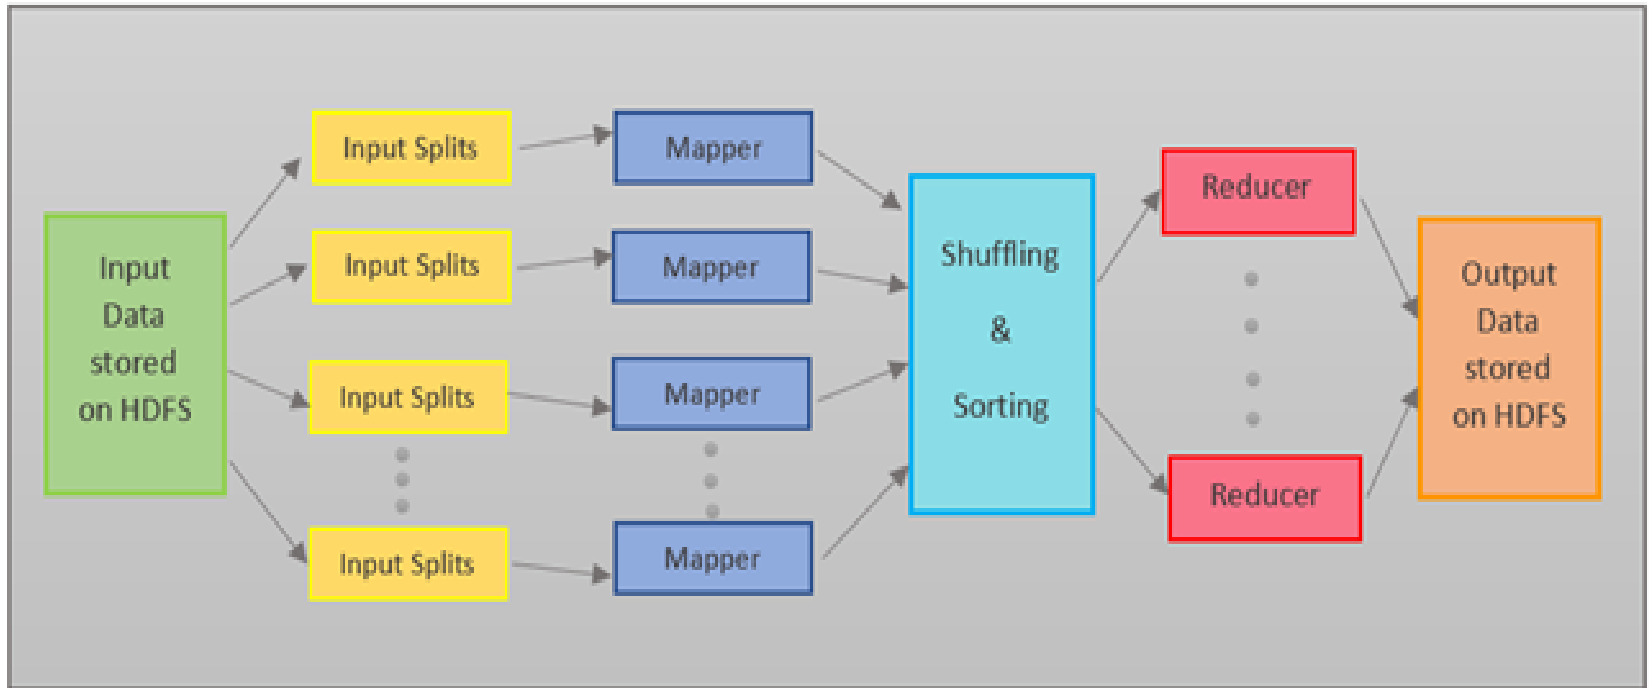 Input
Data
stored
on HDFS
Input Splits
Input Splits
Input Splits
Input Splits
Mapper
Mapper
Mapper
Mapper
Shuffling
&
Sorting
Reducer
Reducer
Output
Data
stored
on HDFS